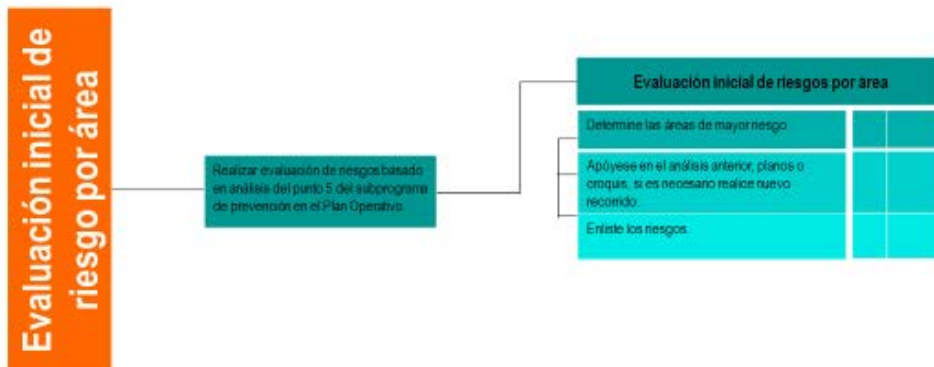 Evaluación inicial de
riesgo por área
Realizar evaluación de riesgos basado
en análisis del punto 5 del subprograma
de prevención en el Plan Operativo.
Evaluación inicial de riesgos por área
Determine las áreas de mayor riesgo.
Apóyese en el análisis anterior, planos o
croquis, si es necesario realice nuevo
recorrido.
Enliste los riesgos.